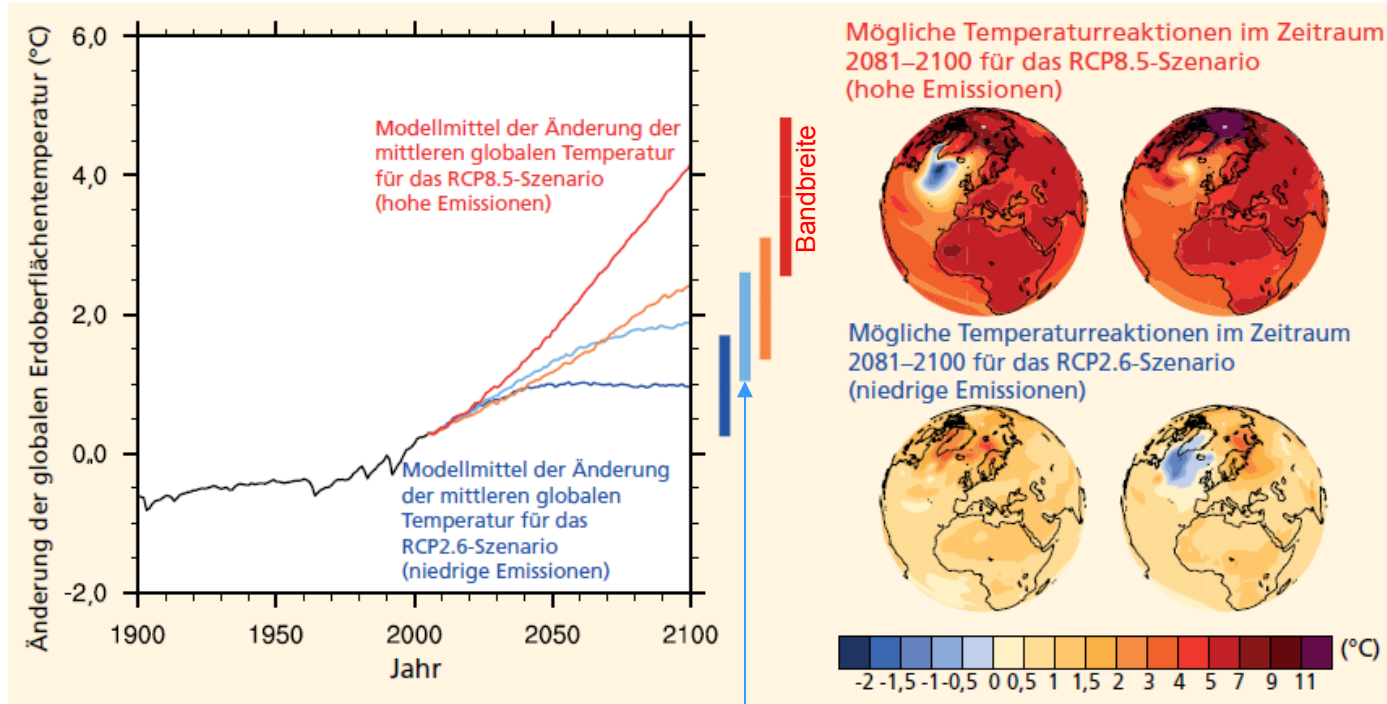 Änderung der globalen Erdoberflächentemperatur (°C)
6,0
4,0
2,0
0,0
-2,0
1900
1950
2000
2050
2100
Jahr
Modellmittel der Änderung der
mittleren globalen Temperatur
für das RCP8.5-Szenario
(hohe Emissionen)
Modellmittel der Änderung
der mittleren globalen
Temperatur für das
RCP2.6-Szenario
(niedrige Emissionen)
Bandbreite
Mögliche Temperaturreaktionen im Zeitraum
2081–2100 für das RCP8.5-Szenario
(hohe Emissionen)
Mögliche Temperaturreaktionen im Zeitraum
2081–2100 für das RCP2.6-Szenario
(niedrige Emissionen)
-2 -1,5 -1 -0,5 0 0,5 1 1,5 2 3 4 5 7 9 11 (°C)